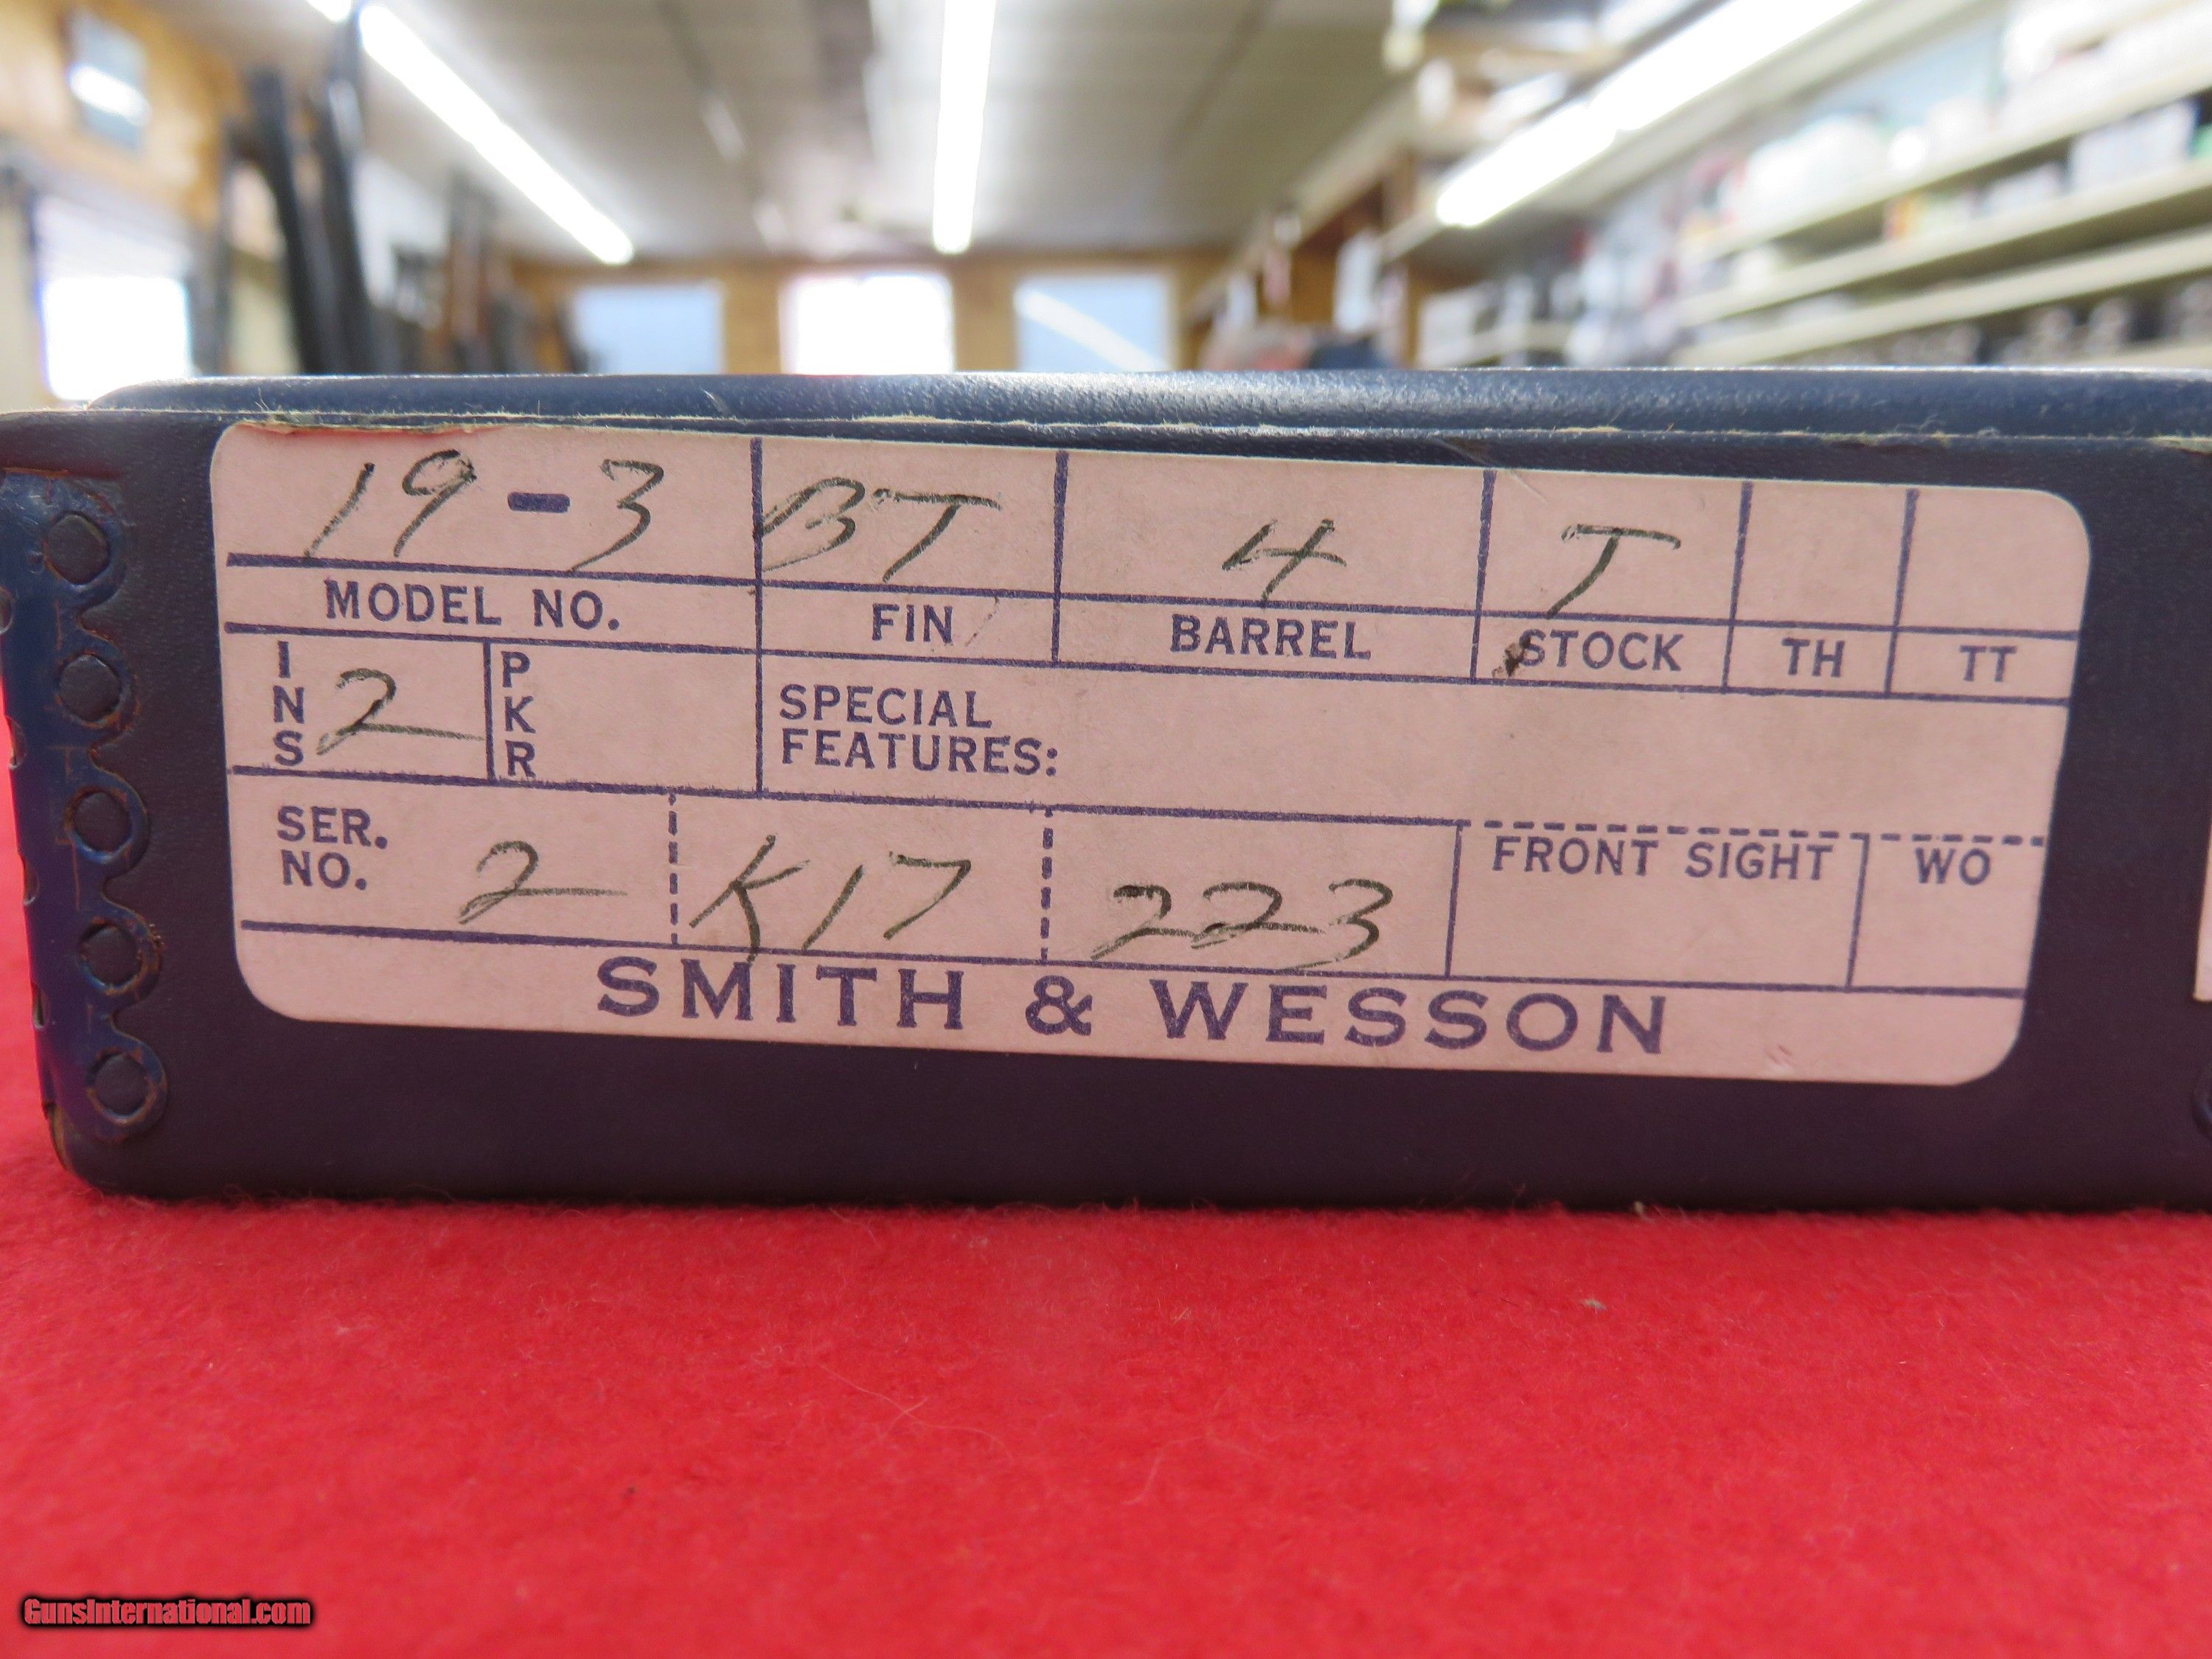 19-3 BT 4 T
MODEL NO. FIN BARREL STOCK TH TT
INS 2 PKR SPECIAL
FEATURES:
SER. NO. 2 K17 223 FRONT SIGHT WO
SMITH & WESSON
GunsInternational.com